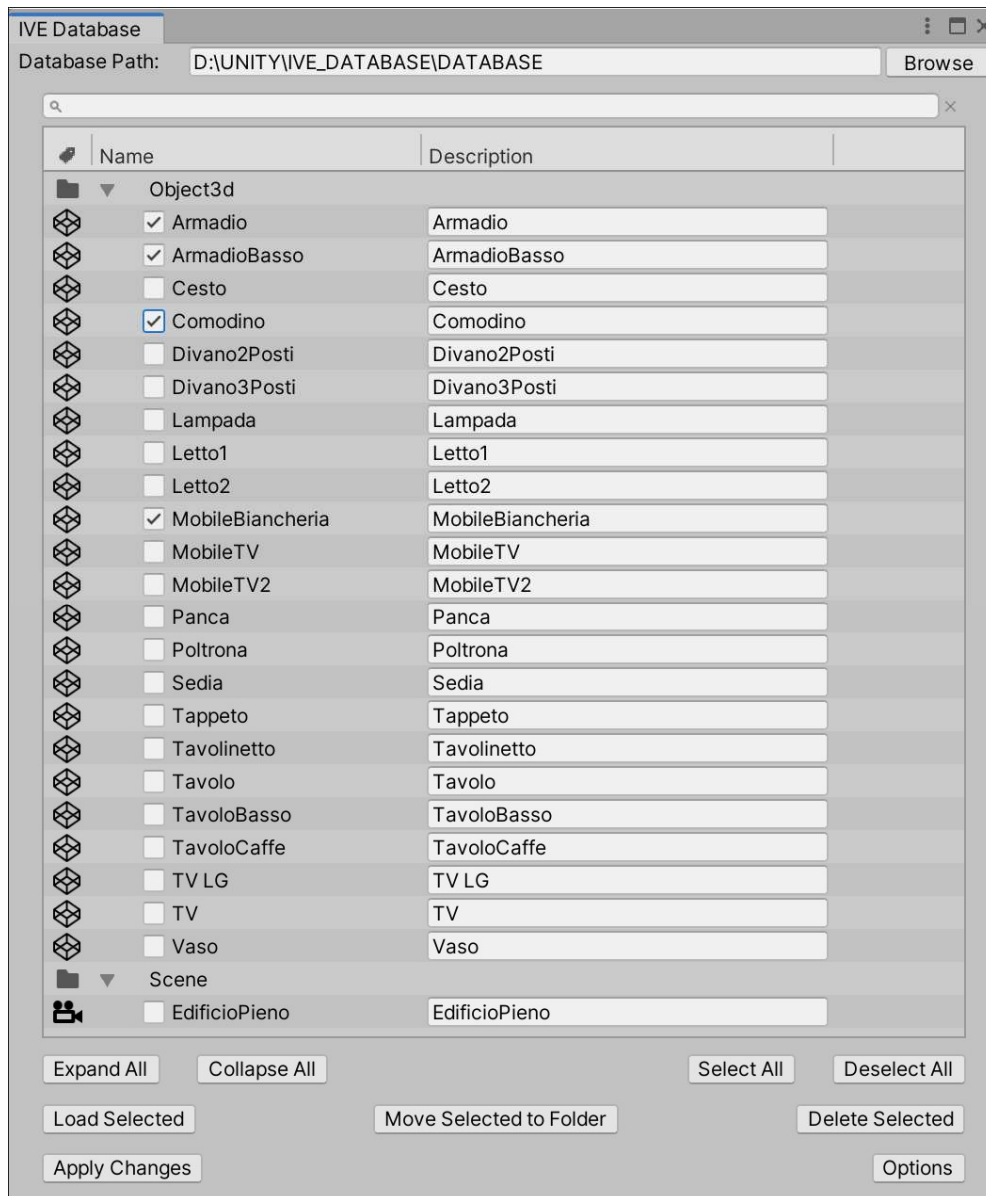 IVE Database
Database Path: D:\UNITY\IVE_DATABASE\DATABASE Browse
Name Description
Object3d
Armadio Armadio
ArmadioBasso ArmadioBasso
Cesto Cesto
Comodino Comodino
Divano2Posti Divano2Posti
Divano3Posti Divano3Posti
Lampada Lampada
Letto1 Letto1
Letto2 Letto2
MobileBiancheria MobileBiancheria
MobileTV MobileTV
MobileTV2 MobileTV2
Panca Panca
Poltrona Poltrona
Sedia Sedia
Tappeto Tappeto
Tavolinetto Tavolinetto
Tavolo Tavolo
TavoloBasso TavoloBasso
TavoloCaffe TavoloCaffe
TV LG TV LG
TV TV
Vaso Vaso
Scene
EdificioPieno EdificioPieno
Expand All Collapse All Select All Deselect All
Load Selected Move Selected to Folder Delete Selected
Apply Changes Options